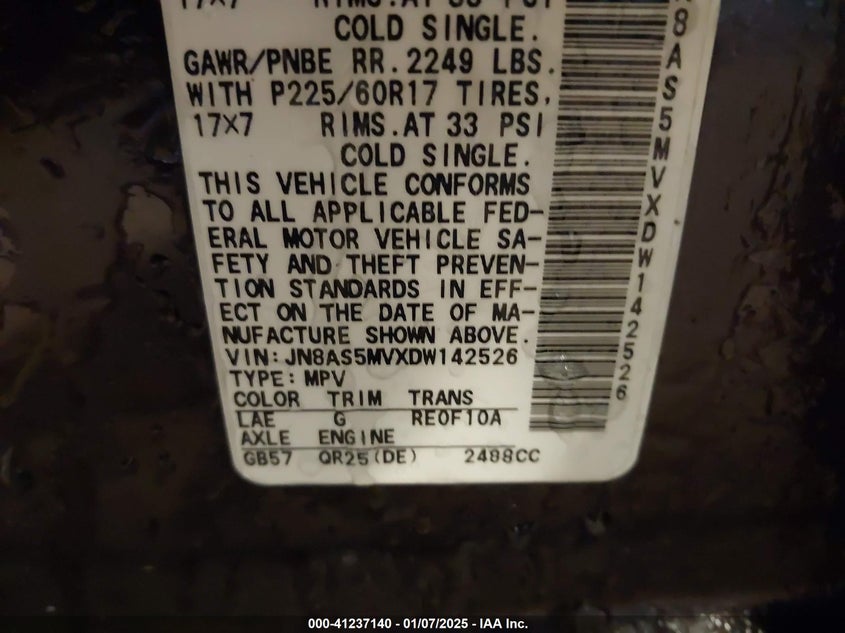 COLD SINGLE.
GAWR/PNBE RR.2249 LBS.
WITH P225/60R17 TIRES,
17X7 RIMS.AT 33 PSI
COLD SINGLE.
THIS VEHICLE CONFORMS
TO ALL APPLICABLE FED-
ERAL MOTOR VEHICLE SA-
FETY AND THEFT PREVEN-
TION STANDARDS IN EFF-
ECT ON THE DATE OF MA-
NUFACTURE SHOWN ABOVE.
VIN:JN8AS5MVXDW142526
TYPE:MPV
COLOR TRIM TRANS
LAE G RE0F10A
AXLE ENGINE
GB57 QR25(DE) 2488CC
8AS5MVXDW142526
000-41237140 - 01/07/2025 - IAA Inc.